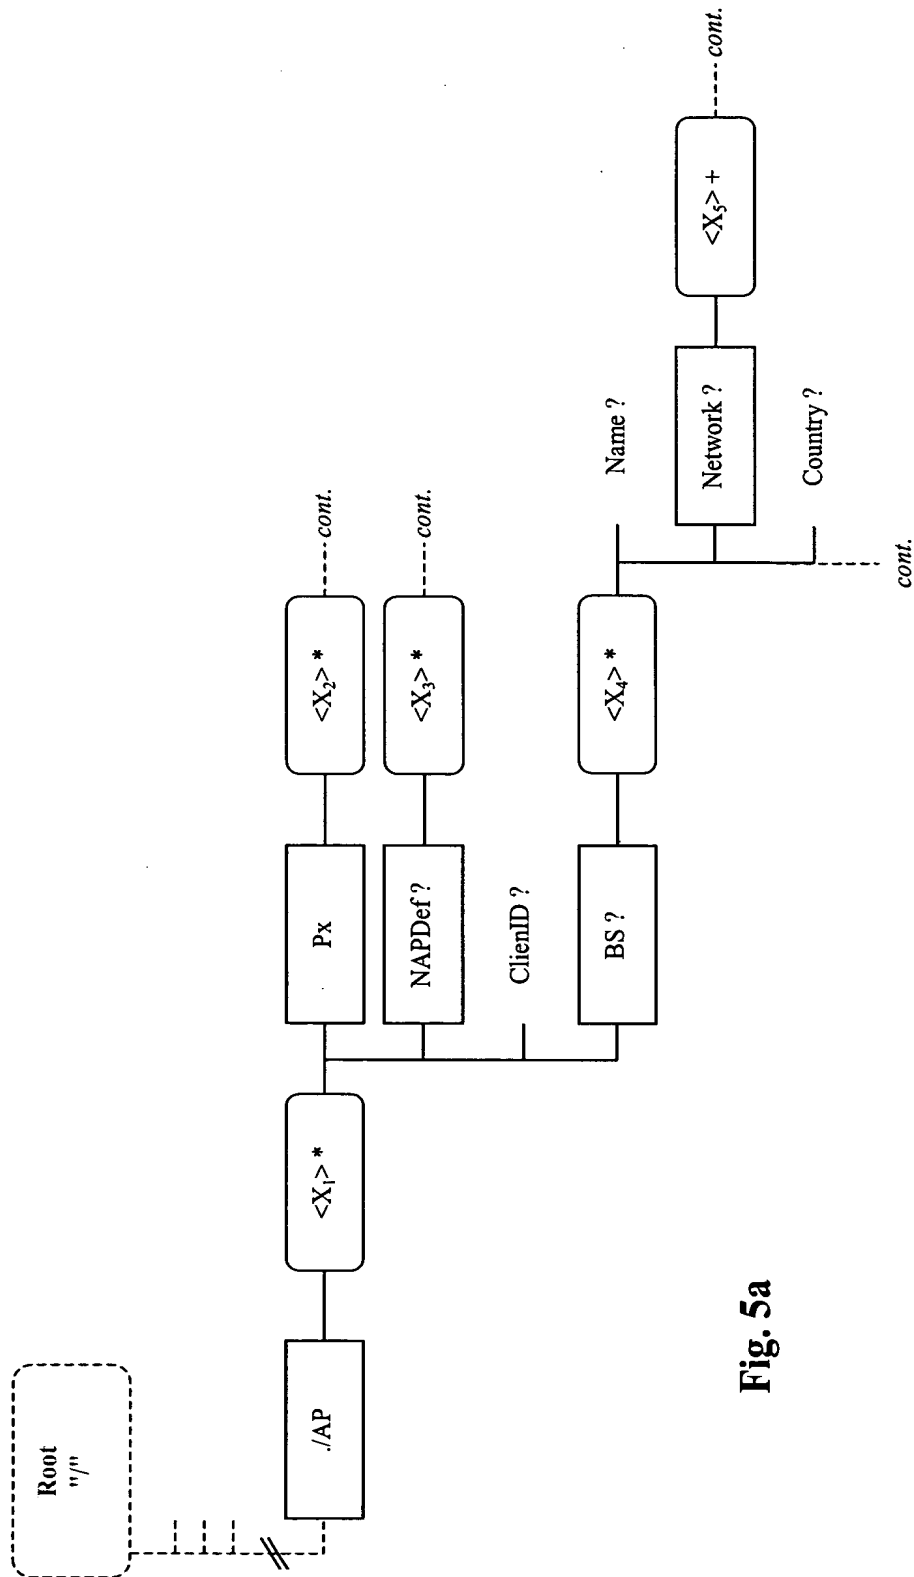 Root
"/"
./AP
<X₁> *
Px
<X₂> *
cont.
NAPDef ?
<X₃> *
cont.
ClienID ?
BS ?
<X₄> *
Name ?
Network ?
<X₅> +
cont.
Country ?
cont.
Fig. 5a